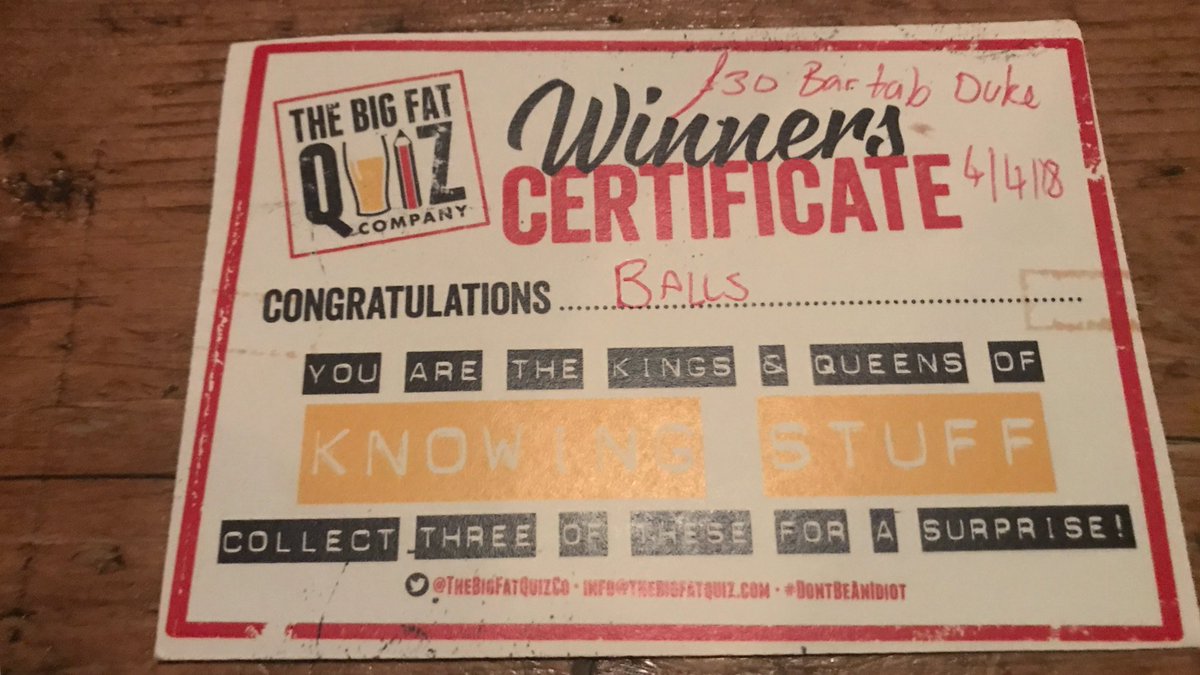 THE BIG FAT
QUIZ
COMPANY
£30 Bar tab Duke
Winners
CERTIFICATE 4/4/18
CONGRATULATIONS ........ BALLS ........
YOU ARE THE KINGS & QUEENS OF
KNOWING STUFF
COLLECT THREE OF THESE FOR A SURPRISE!
@THEBIGFATQUIZCO · INFO@THEBIGFATQUIZ.COM · #DONTBEANIDIOT